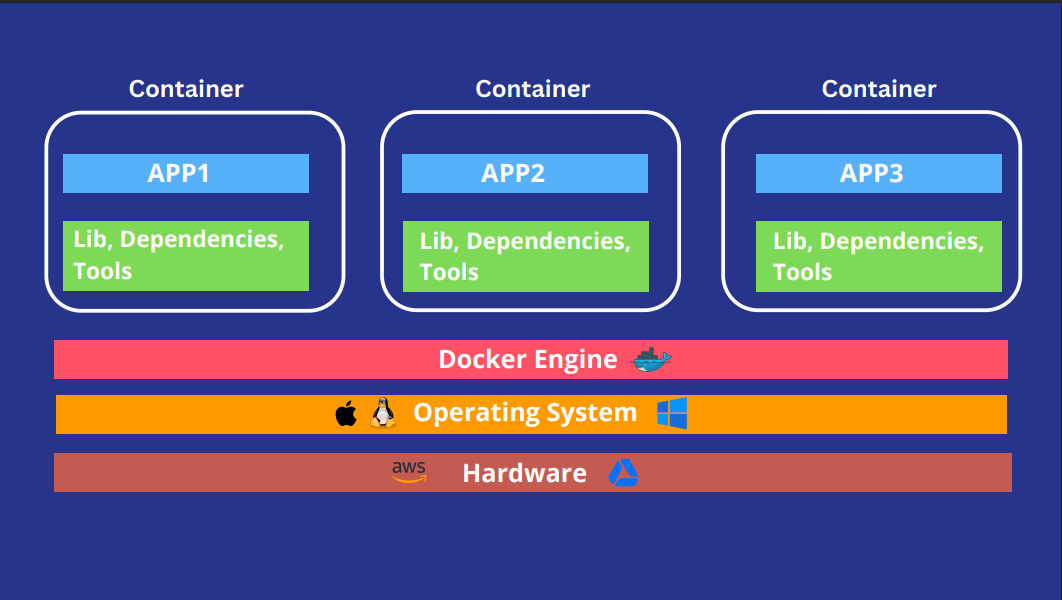 Container
Container
Container
APP1
APP2
APP3
Lib, Dependencies,
Tools
Lib, Dependencies,
Tools
Lib, Dependencies,
Tools
Docker Engine
Operating System
aws
Hardware